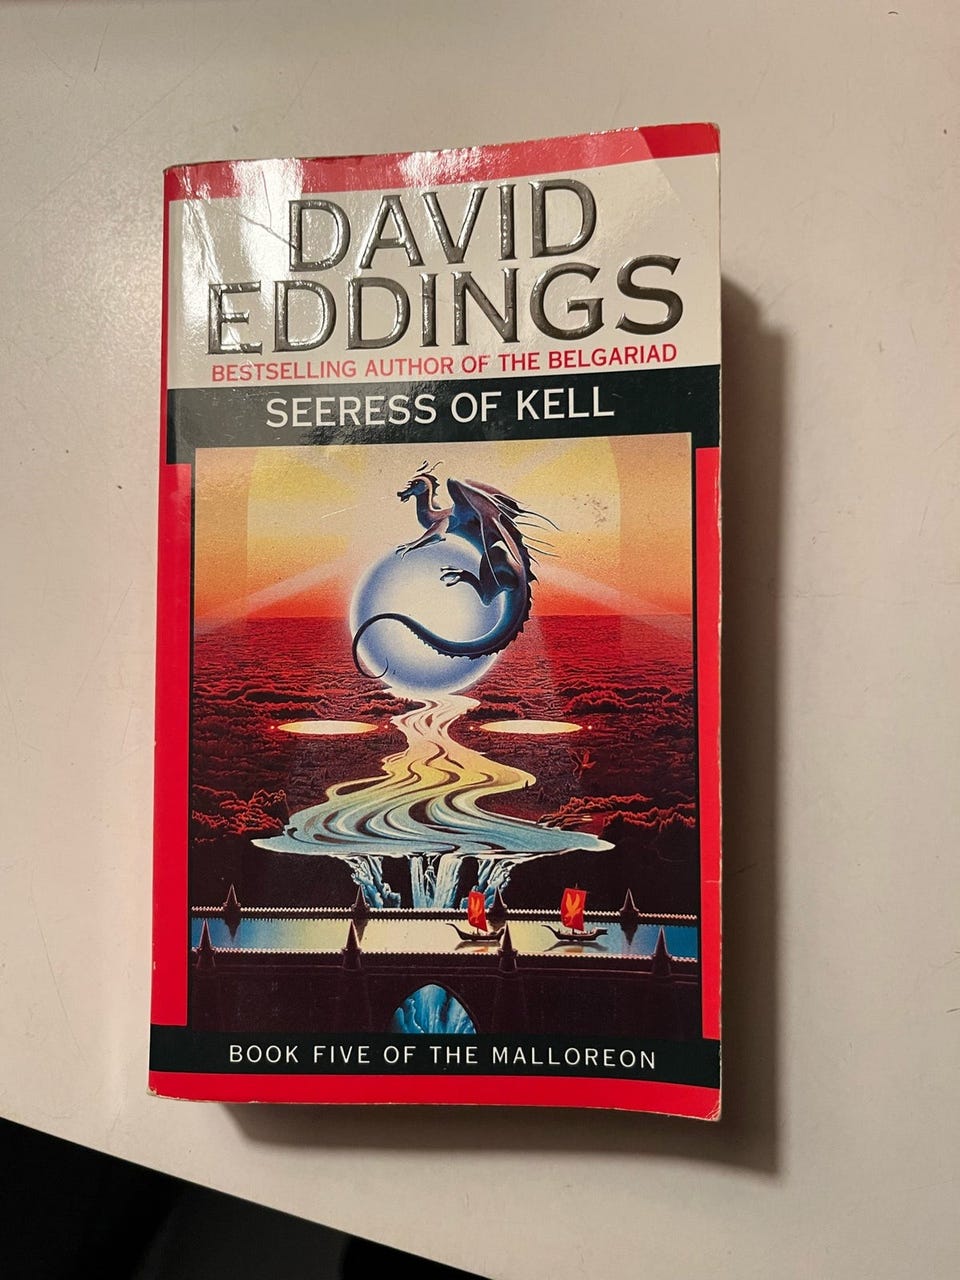 DAVID
EDDINGS
BESTSELLING AUTHOR OF THE BELGARIAD
SEERESS OF KELL
BOOK FIVE OF THE MALLOREON